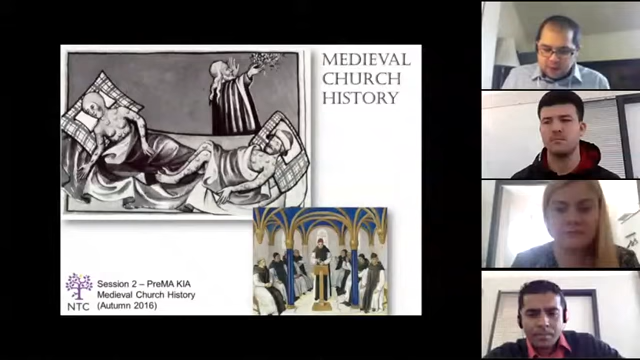 MEDIEVAL
CHURCH
HISTORY
NTC
Session 2 – PreMA KIA
Medieval Church History
(Autumn 2016)